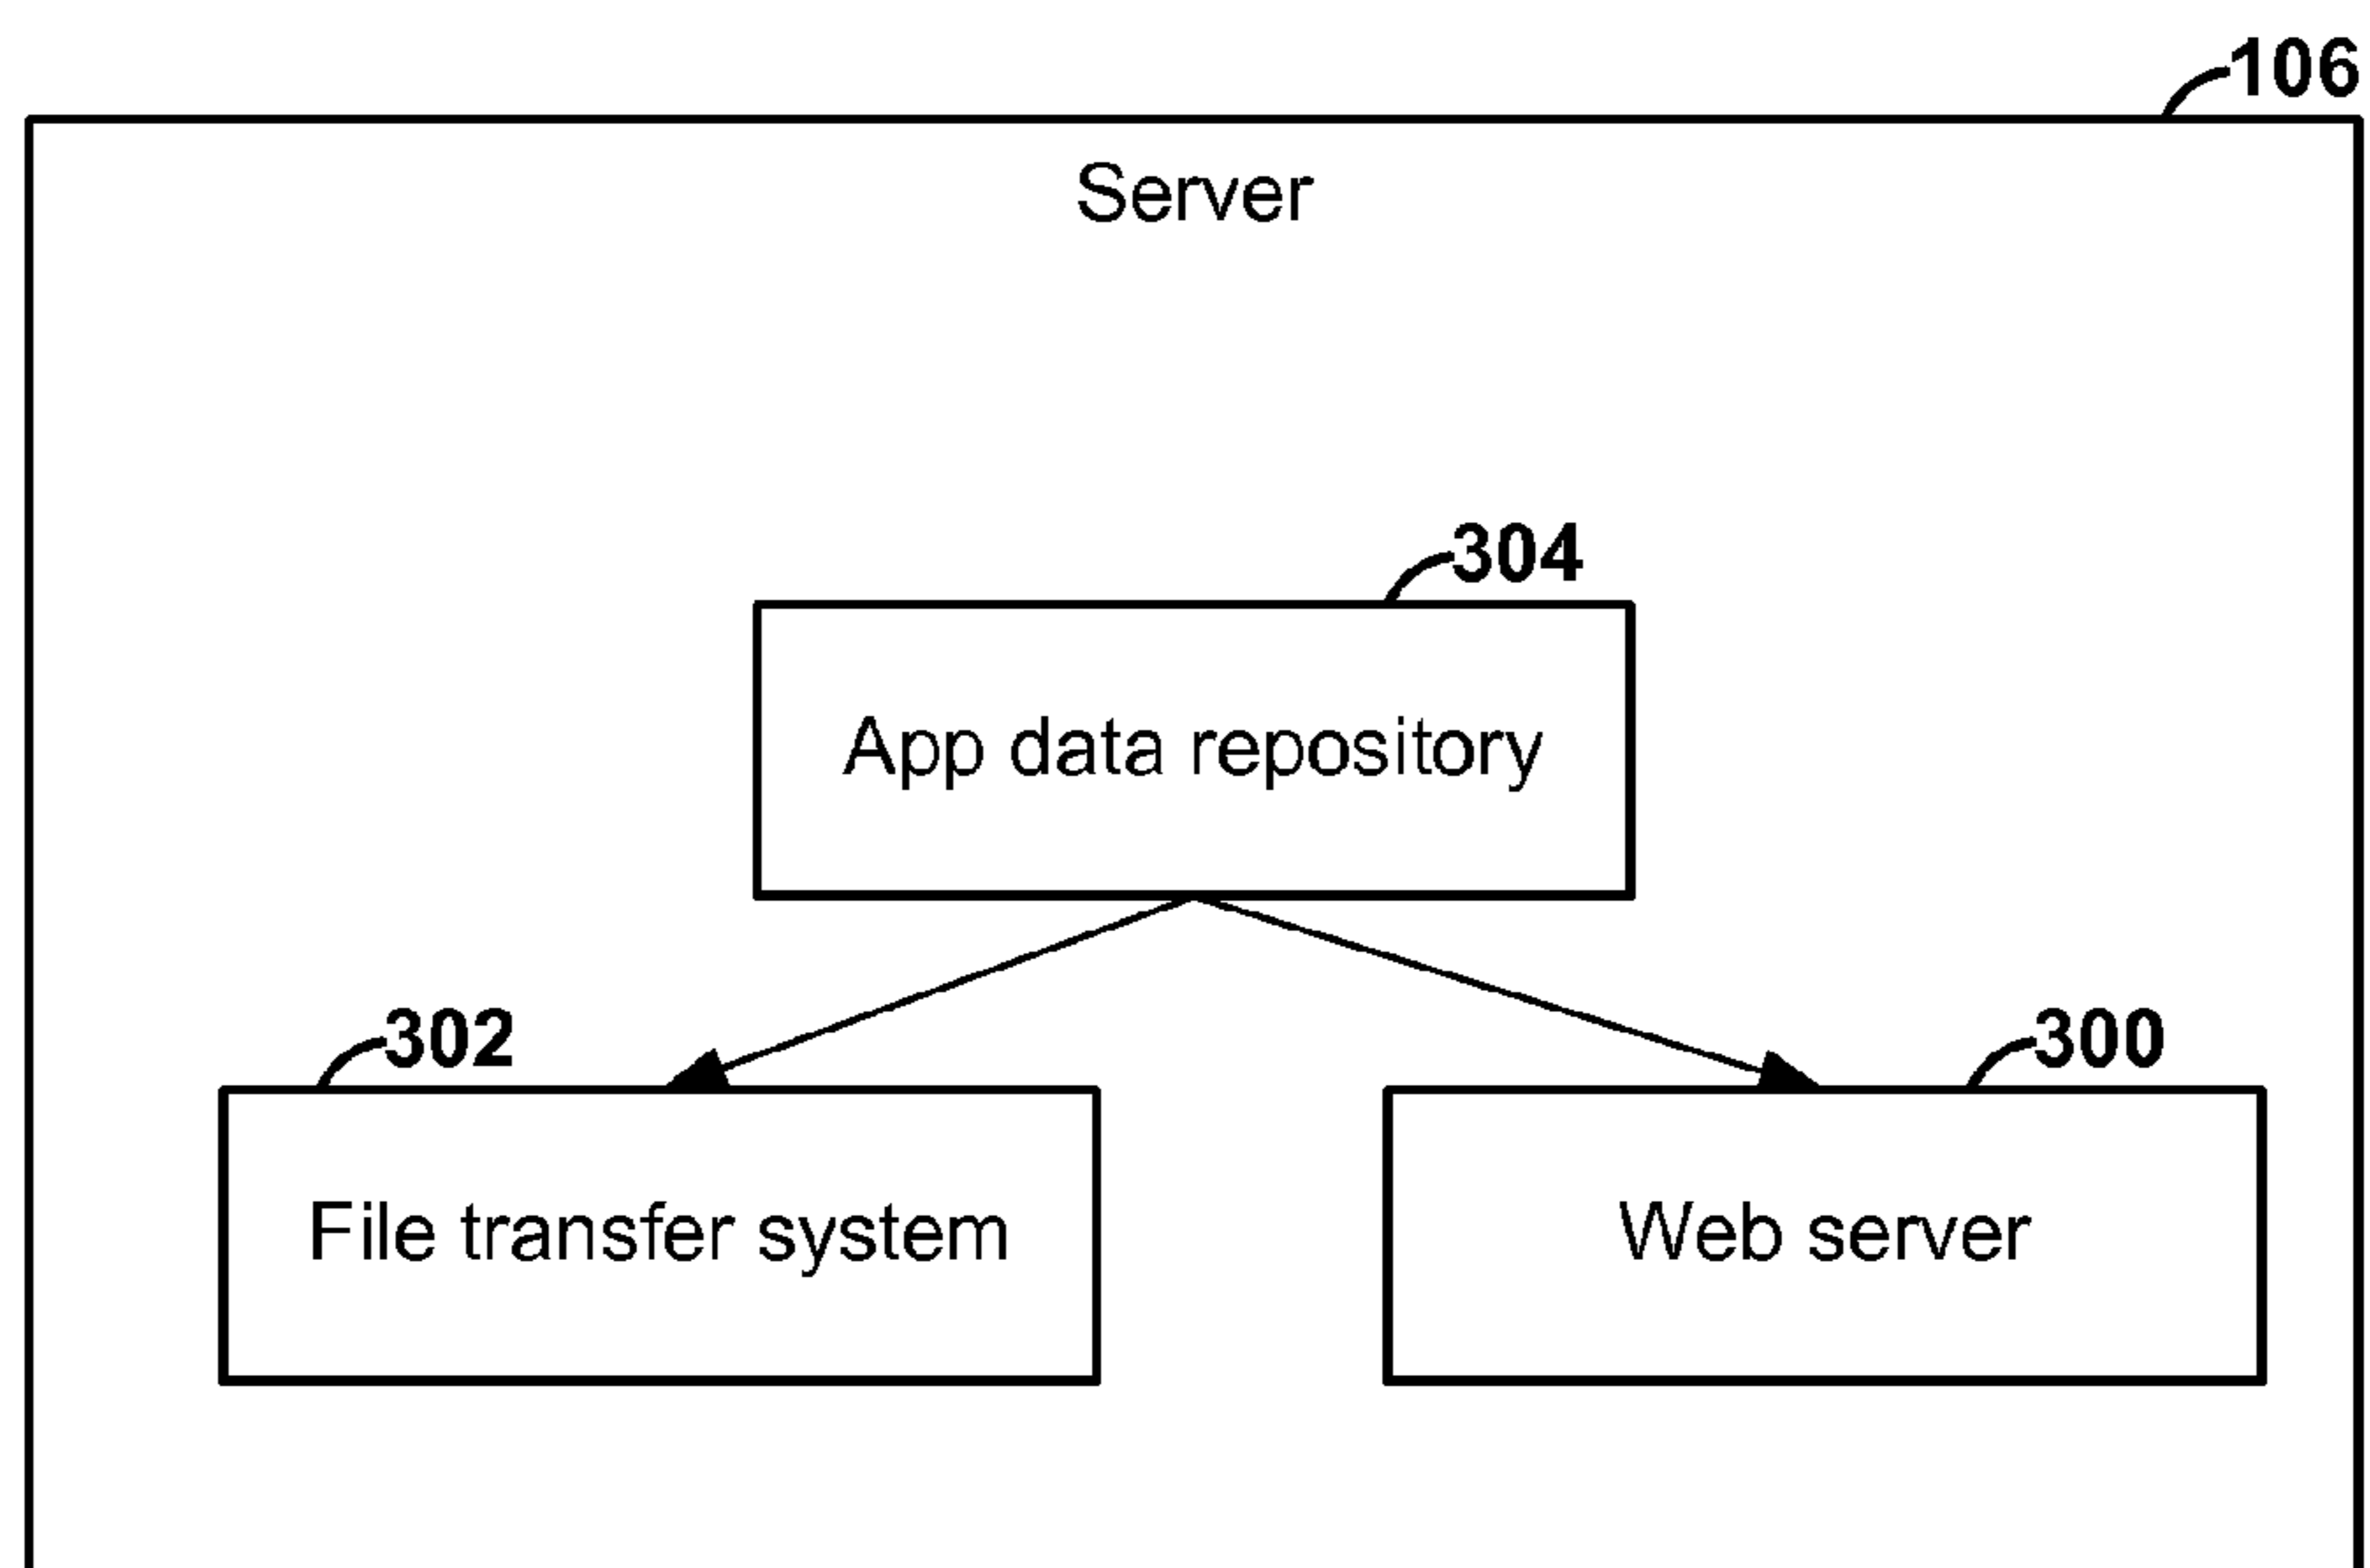 106
Server
304
App data repository
302
300
File transfer system
Web server